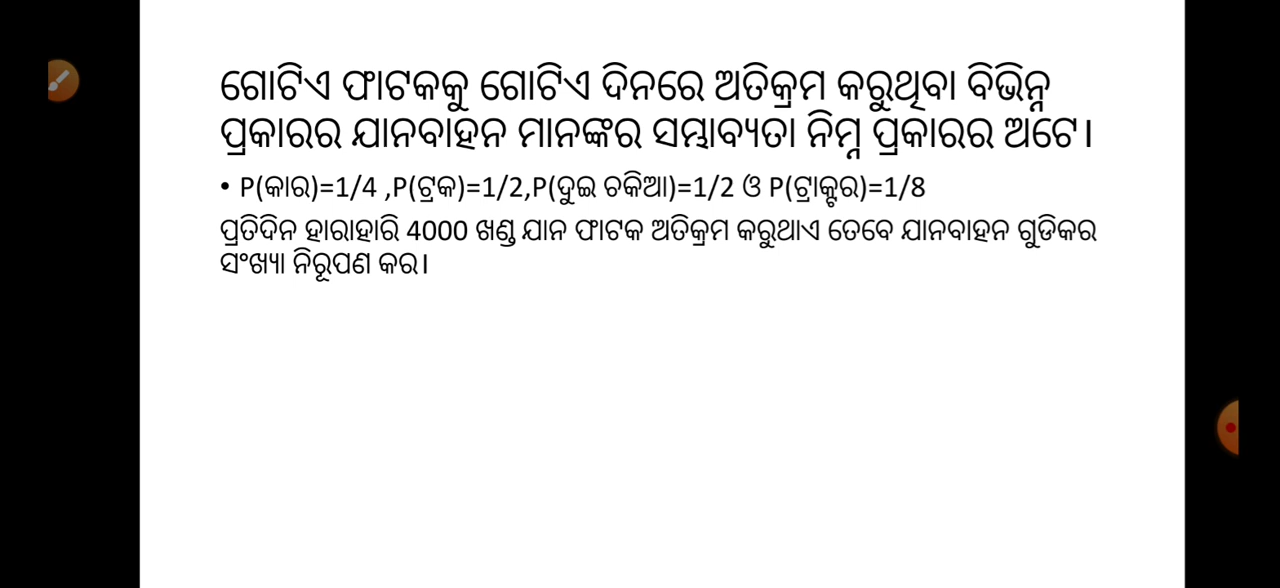 ଗୋଟିଏ ଫାଟକକୁ ଗୋଟିଏ ଦିନରେ ଅତିକ୍ରମ କରୁଥିବା ବିଭିନ୍ନ
ପ୍ରକାରର ଯାନବାହନ ମାନଙ୍କର ସମ୍ଭାବ୍ୟତା ନିମ୍ନ ପ୍ରକାରର ଅଟେ।
• P(କାର)=1/4 ,P(ଟ୍ରକ)=1/2,P(ଦୁଇ ଚକିଆ)=1/2 ଓ P(ଟ୍ରାକ୍ଟର)=1/8
ପ୍ରତିଦିନ ହାରାହାରି 4000 ଖଣ୍ଡ ଯାନ ଫାଟକ ଅତିକ୍ରମ କରୁଥାଏ ତେବେ ଯାନବାହନ ଗୁଡିକର
ସଂଖ୍ୟା ନିରୂପଣ କର।